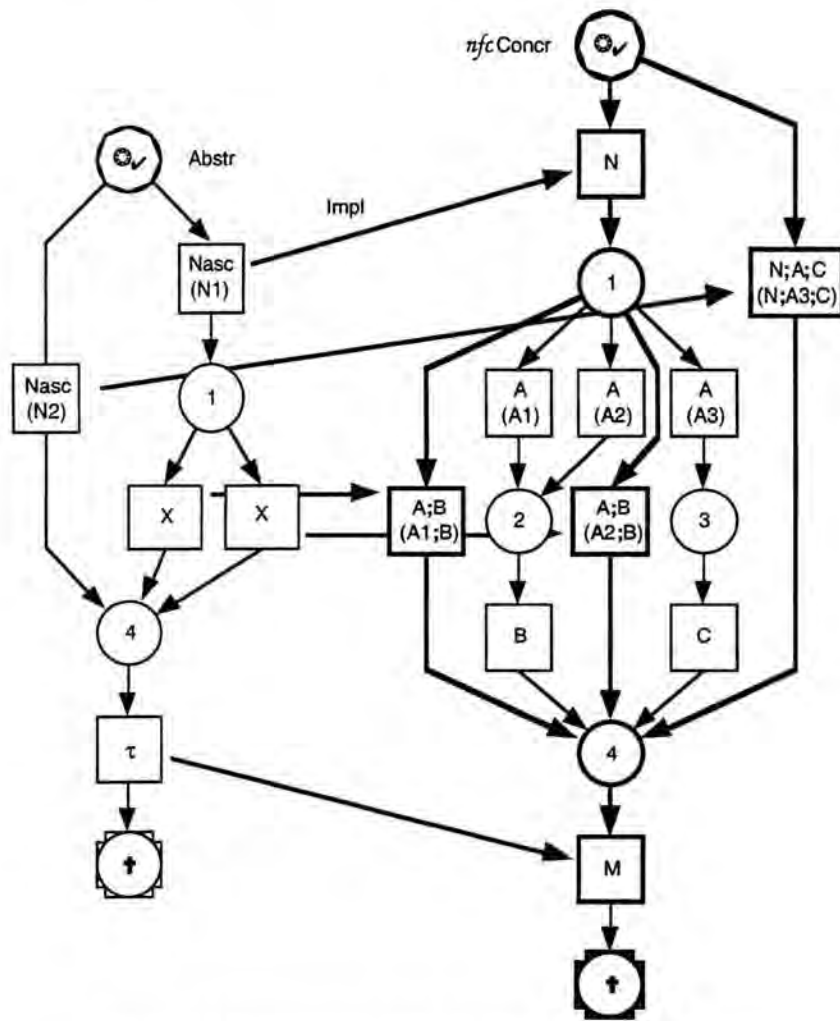 nfc Concr
Abstr
N
Impl
Nasc
(N1)
N;A;C
(N;A3;C)
1
Nasc
(N2)
1
A
(A1)
A
(A2)
A
(A3)
X
X
A;B
(A1;B)
2
A;B
(A2;B)
3
4
B
C
τ
4
M